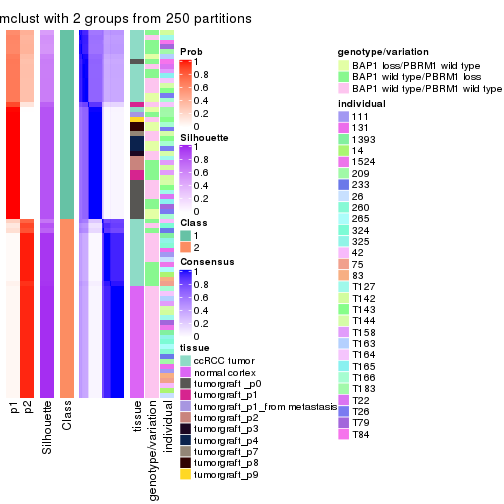 mclust with 2 groups from 250 partitions
Prob
1
0.8
0.6
0.4
0.2
0
Silhouette
1
0.8
0.6
0.4
0.2
0
Class
1
2
Consensus
1
0.8
0.6
0.4
0.2
0
tissue
ccRCC tumor
normal cortex
tumorgraft_p0
tumorgraft_p1
tumorgraft_p1_from metastasis
tumorgraft_p2
tumorgraft_p3
tumorgraft_p4
tumorgraft_p7
tumorgraft_p8
tumorgraft_p9
genotype/variation
BAP1 loss/PBRM1 wild type
BAP1 wild type/PBRM1 loss
BAP1 wild type/PBRM1 wild type
individual
111
131
1393
14
1524
209
233
26
260
265
324
325
42
75
83
T127
T142
T143
T144
T158
T163
T164
T165
T166
T183
T22
T26
T79
T84
p1
p2
Silhouette
Class
tissue
genotype/variation
individual